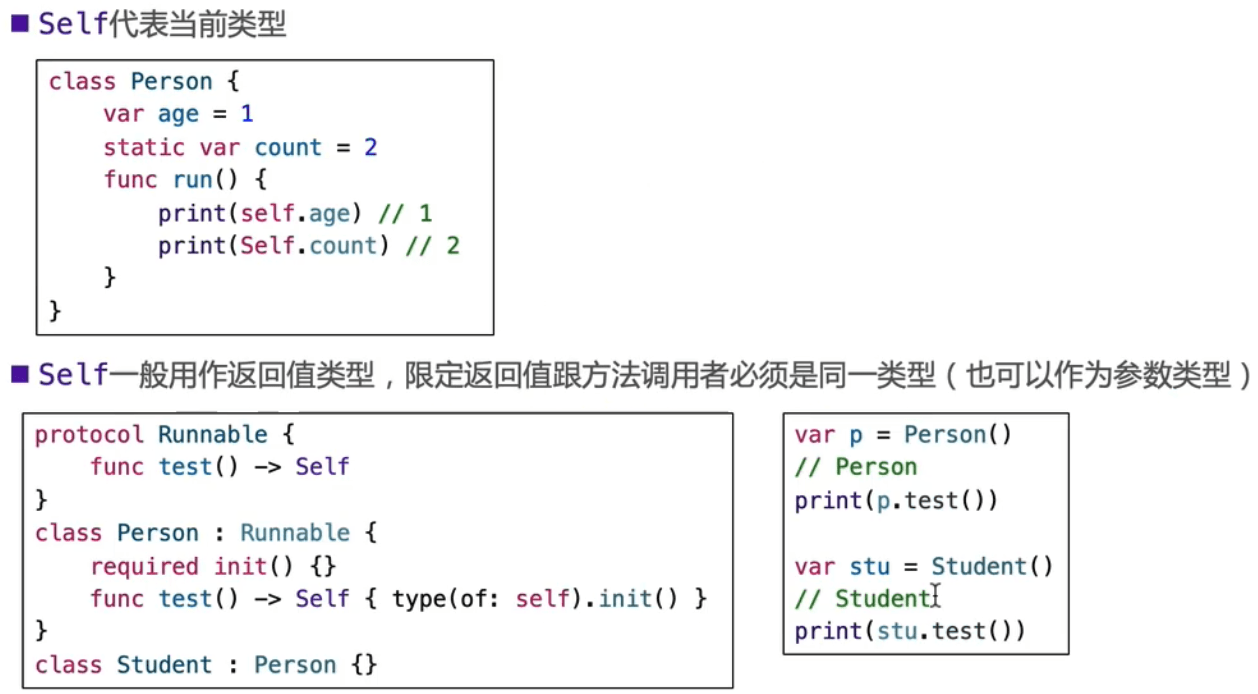 Self代表当前类型
class Person {
    var age = 1
    static var count = 2
    func run() {
        print(self.age) // 1
        print(Self.count) // 2
    }
}
Self一般用作返回值类型，限定返回值跟方法调用者必须是同一类型（也可以作为参数类型）
protocol Runnable {
    func test() -> Self
}
class Person : Runnable {
    required init() {}
    func test() -> Self { type(of: self).init() }
}
class Student : Person {}
var p = Person()
// Person
print(p.test())
var stu = Student()
// Student
print(stu.test())